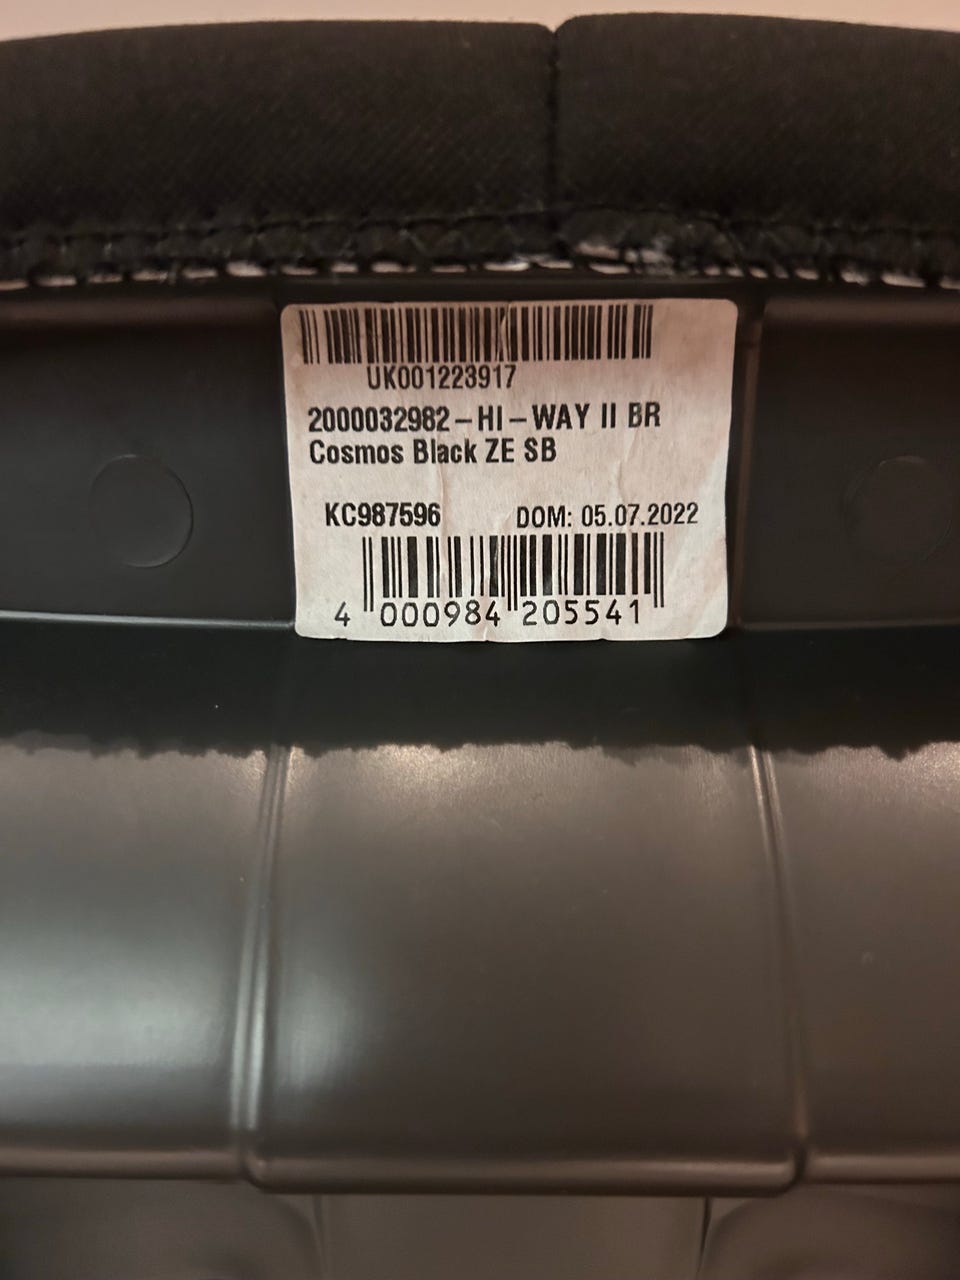 UK001223917
2000032982-HI-WAY II BR
Cosmos Black ZE SB
KC987596 DOM: 05.07.2022
4 000984 205541